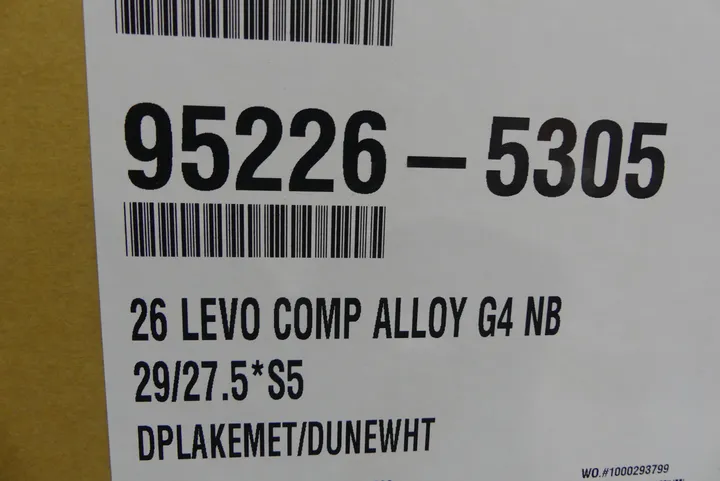 95226-5305
26 LEVO COMP ALLOY G4 NB
29/27.5*S5
DPLAKEMET/DUNEWHT
WO.#1000293799